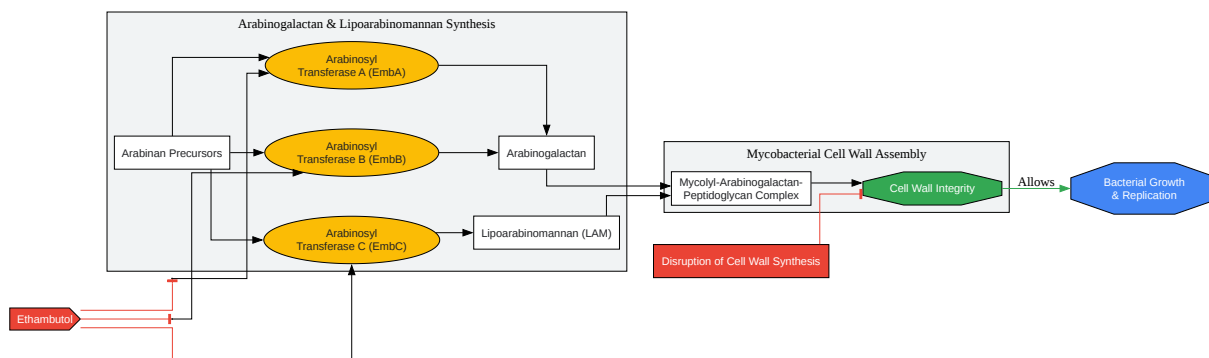 Arabinogalactan & Lipoarabinomannan Synthesis
Arabinosyl
Transferase A (EmbA)
Arabinan Precursors
Arabinosyl
Transferase B (EmbB)
Arabinogalactan
Arabinosyl
Transferase C (EmbC)
Lipoarabinomannan (LAM)
Mycobacterial Cell Wall Assembly
Mycolyl-Arabinogalactan-
Peptidoglycan Complex
Cell Wall Integrity
Allows
Bacterial Growth
& Replication
Disruption of Cell Wall Synthesis
Ethambutol